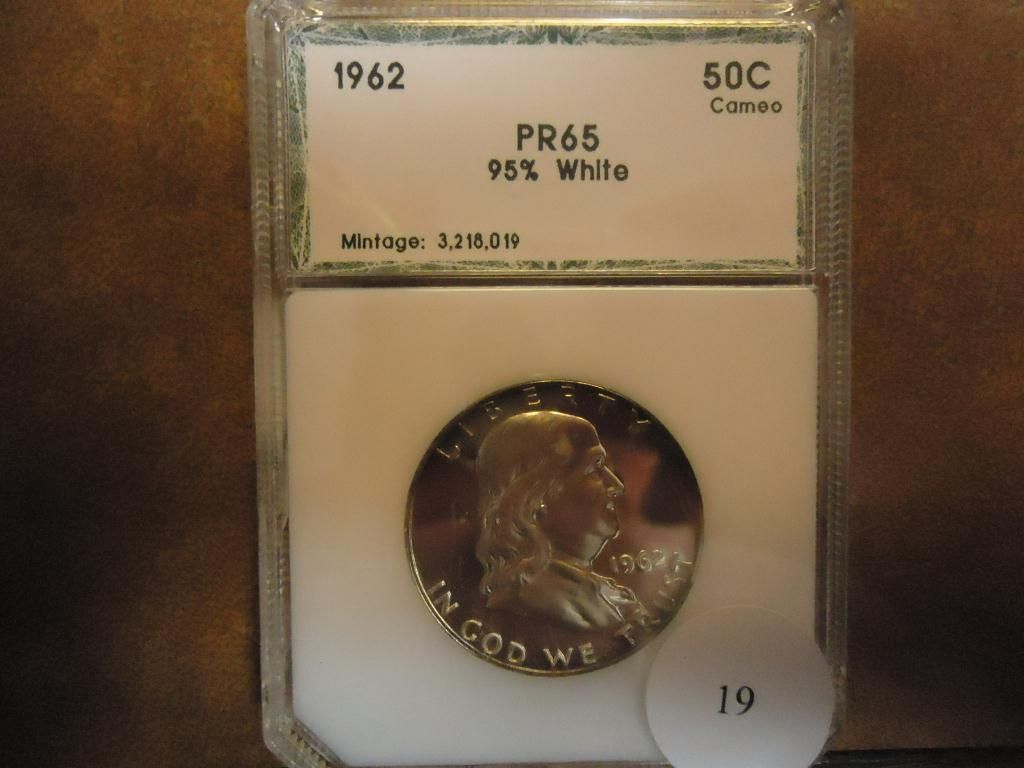 1962 50C
Cameo
PR65
95% White
Mintage: 3,218,019
LIBERTY
1962
IN GOD WE TRUST
19